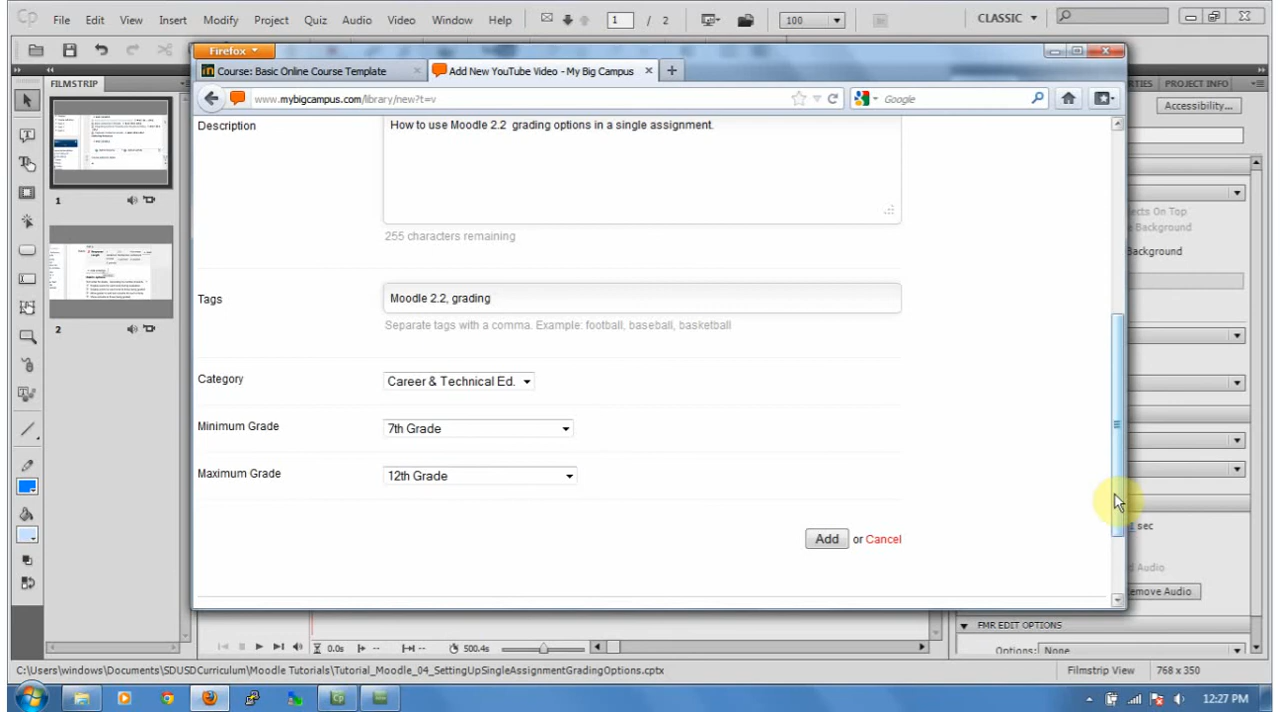 File Edit View Insert Modify Project Quiz Audio Video Window Help 1 / 2 100 CLASSIC
Firefox
FILMSTRIP
Course: Basic Online Course Template
Add New YouTube Video - My Big Campus
PROJECT INFO
www.mybigcampus.com/library/new?t=v
Google
Accessibility...
Description
How to use Moodle 2.2 grading options in a single assignment.
1
255 characters remaining
Background
Background
Tags
Moodle 2.2, grading
Separate tags with a comma. Example: football, baseball, basketball
2
Category
Career & Technical Ed.
Minimum Grade
7th Grade
Maximum Grade
12th Grade
sec
Add or Cancel
Audio
Audio
FMR EDIT OPTIONS
0.0s
500.4s
Options: None
C:\Users\windows\Documents\SDUSDCurriculum\Moodle Tutorials\Tutorial_Moodle_04_SettingUpSingleAssignmentGradingOptions.cptx
Filmstrip View
768 x 350
12:27 PM